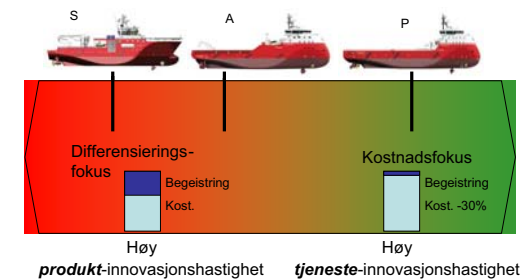 S
A
P
Differensierings-
fokus
Begeistring
Kost.
Kostnadsfokus
Begeistring
Kost. -30%
Høy
produkt-innovasjonshastighet
Høy
tjeneste-innovasjonshastighet